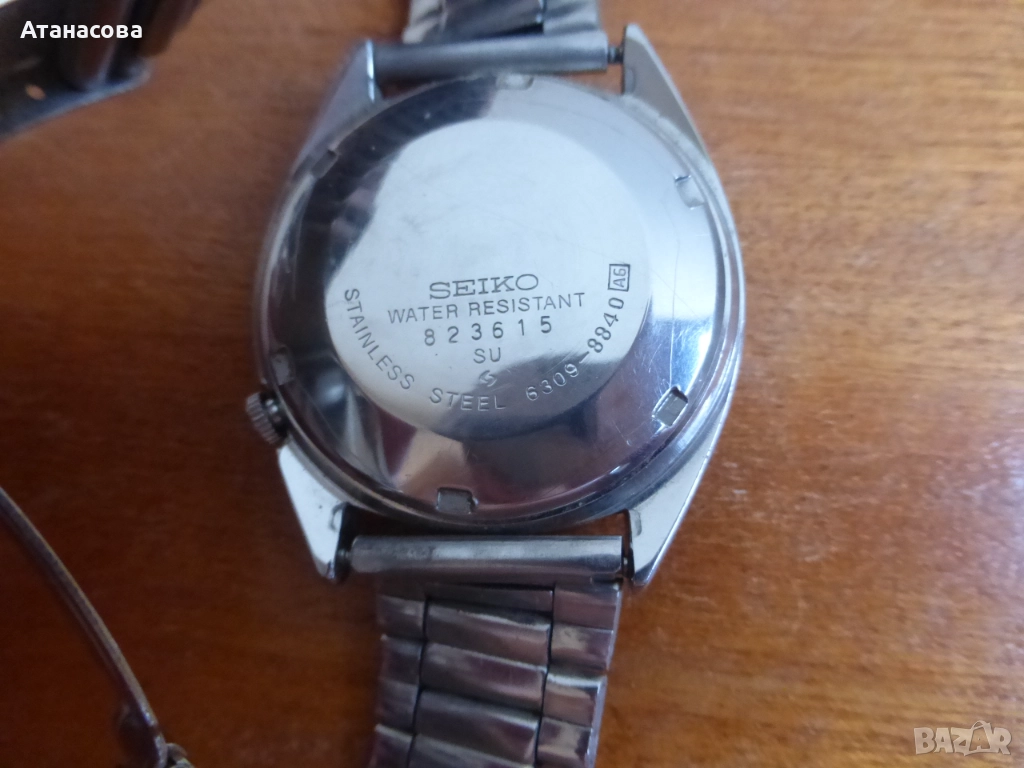 Атанасова
SEIKO
WATER RESISTANT
823615
SU
STAINLESS STEEL 6309-8840 A6
BAZAR